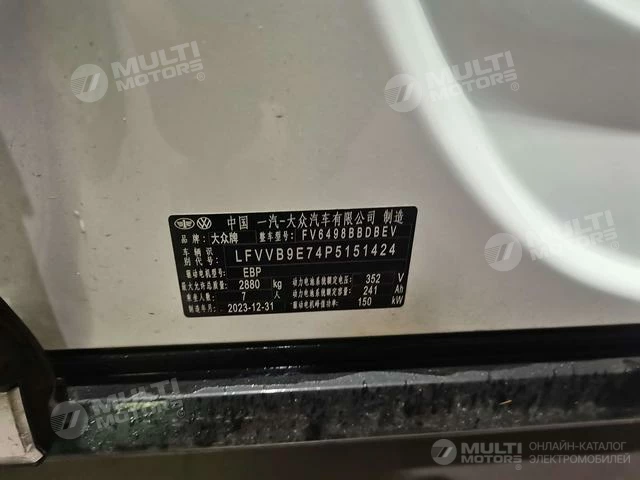 MULTI MOTORS®
MULTI MOTORS®
中国 一汽-大众汽车有限公司 制造
品牌: 大众牌 整车型号: FV6498BBDBEV
车辆识别代号: LFVVB9E74P5151424
驱动电机型号: EBP
最大允许总质量: 2880 kg 动力电池系统额定电压: 352 V
乘坐人数: 7 人 动力电池系统额定容量: 241 Ah
制造年月: 2023-12-31 驱动电机峰值功率: 150 kW
MULTI MOTORS®
MULTI MOTORS®
MULTI MOTORS® ОНЛАЙН-КАТАЛОГ ЭЛЕКТРОМОБИЛЕЙ